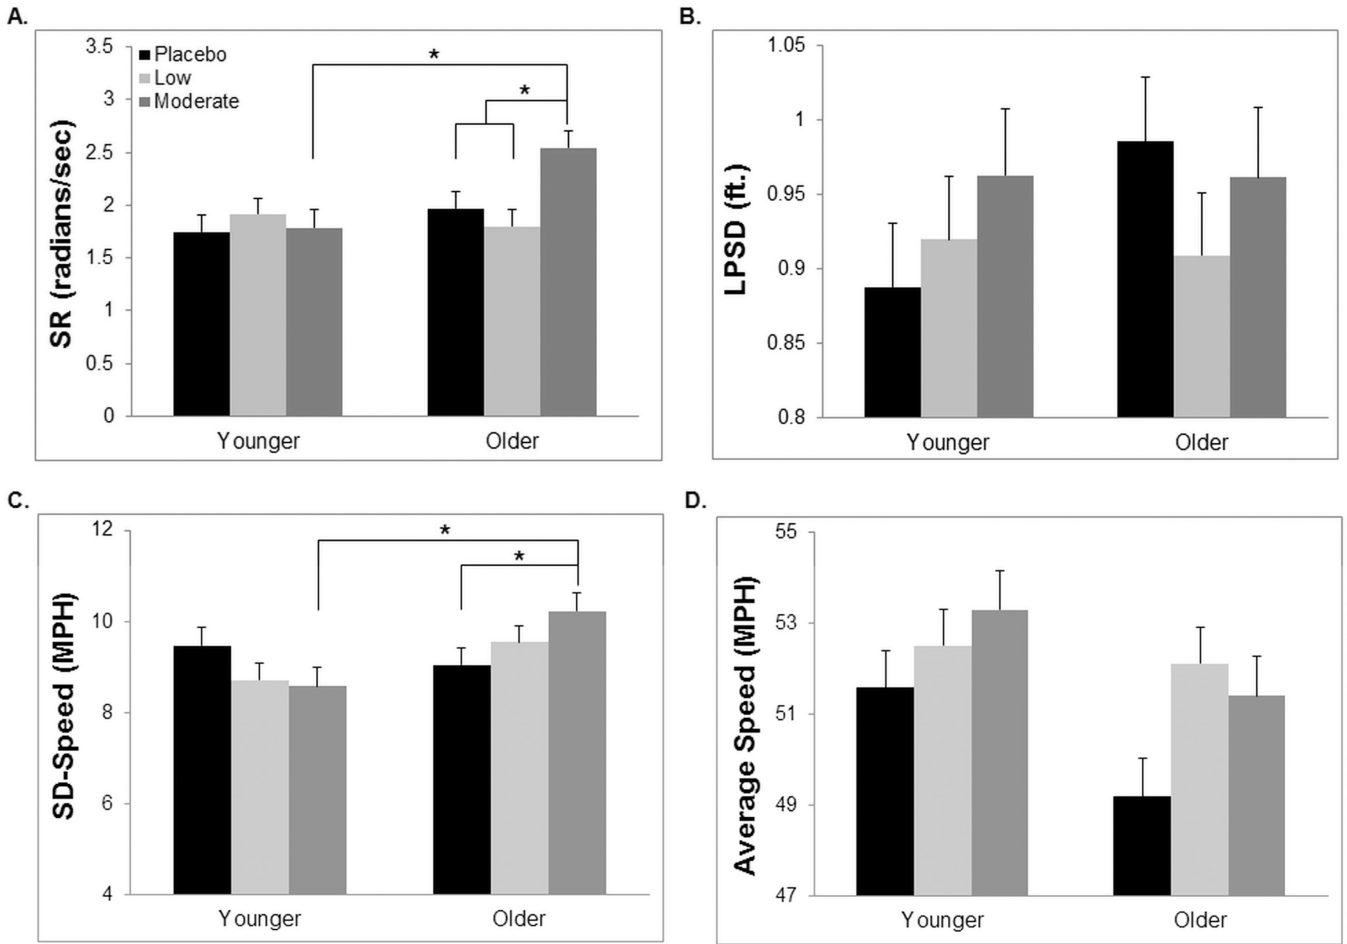 A.
SR (radians/sec)
3.5
3
2.5
2
1.5
1
0.5
0
Placebo
Low
Moderate
*
*
Younger
Older
B.
LPSD (ft.)
1.05
1
0.95
0.9
0.85
0.8
Younger
Older
C.
SD-Speed (MPH)
12
10
8
6
4
*
*
Younger
Older
D.
Average Speed (MPH)
55
53
51
49
47
Younger
Older